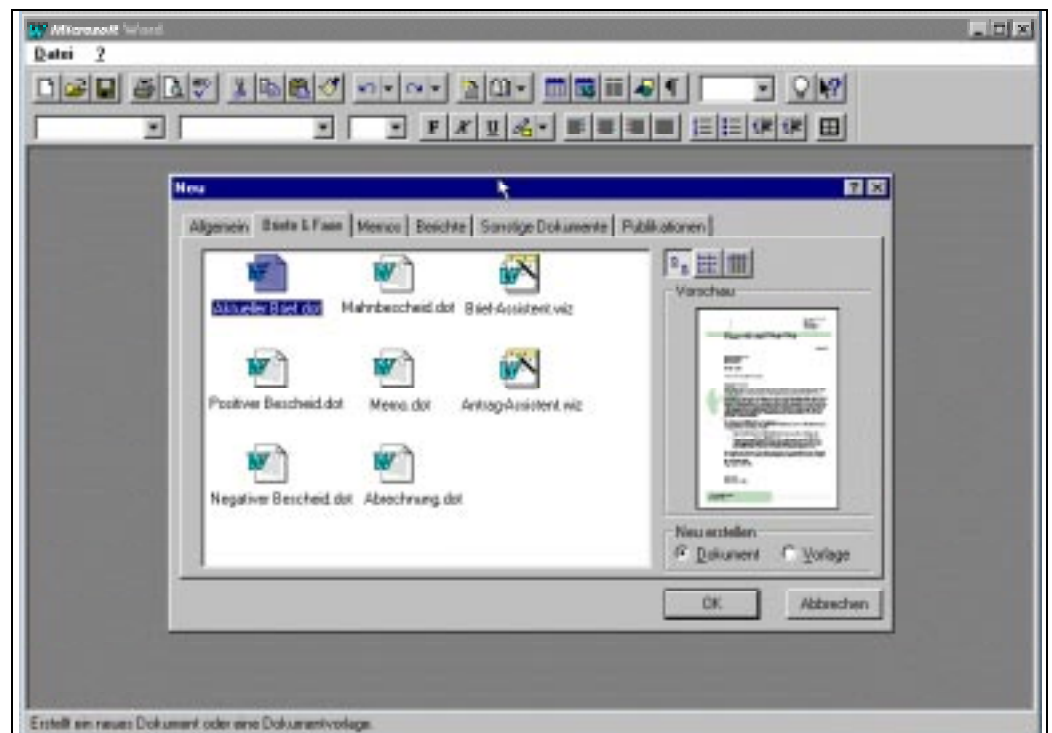 Microsoft Word
Datei ?
F K U
Neu
Allgemein Briefe & Faxe Memos Berichte Sonstige Dokumente Publikationen
Aktueller Brief.dot Mahnbescheid.dot Brief-Assistent.wiz
Vorschau
Positiver Bescheid.dot Memo.dot Antrag-Assistent.wiz
Negativer Bescheid.dot Abrechnung.dot
Neu erstellen
Dokument Vorlage
OK Abbrechen
Erstellt ein neues Dokument oder eine Dokumentvorlage.